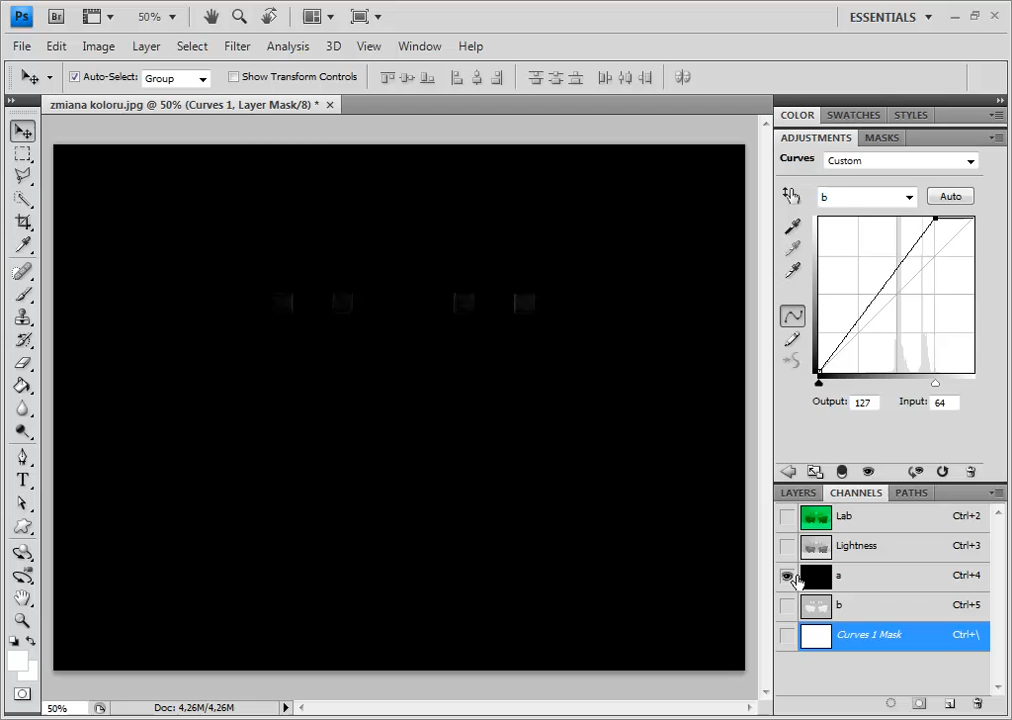 Ps Br 50% ESSENTIALS
File Edit Image Layer Select Filter Analysis 3D View Window Help
Auto-Select: Group Show Transform Controls
zmiana koloru.jpg @ 50% (Curves 1, Layer Mask/8) *
COLOR SWATCHES STYLES
ADJUSTMENTS MASKS
Curves Custom
b Auto
Output: 127 Input: 64
LAYERS CHANNELS PATHS
Lab Ctrl+2
Lightness Ctrl+3
a Ctrl+4
b Ctrl+5
Curves 1 Mask Ctrl+\
T
50% Doc: 4,26M/4,26M